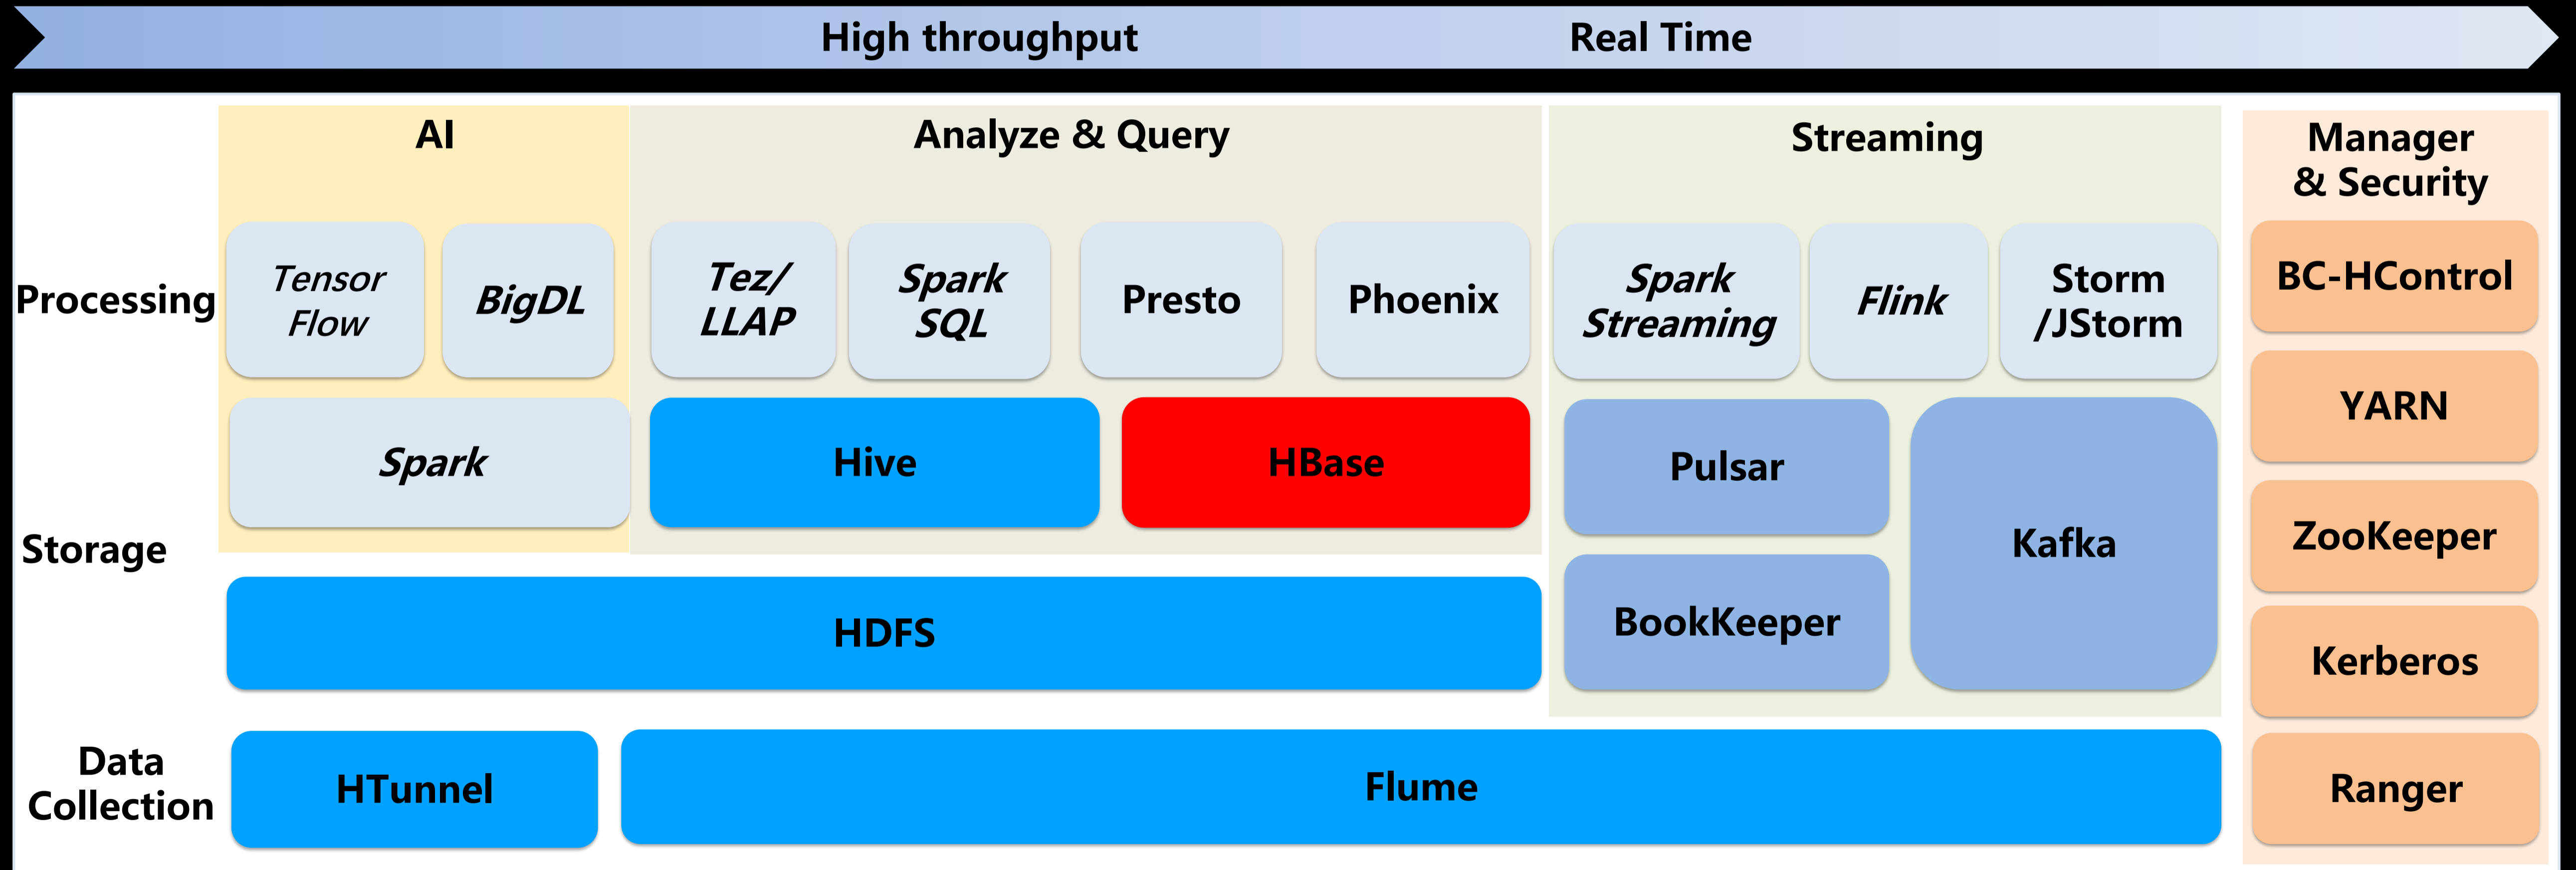 High throughput
Real Time
AI
Analyze & Query
Streaming
Manager
& Security
Processing
Tensor
Flow
BigDL
Tez/
LLAP
Spark
SQL
Presto
Phoenix
Spark
Streaming
Flink
Storm
/JStorm
BC-HControl
Spark
Hive
HBase
Pulsar
Kafka
YARN
Storage
HDFS
BookKeeper
ZooKeeper
Kerberos
Data
Collection
HTunnel
Flume
Ranger